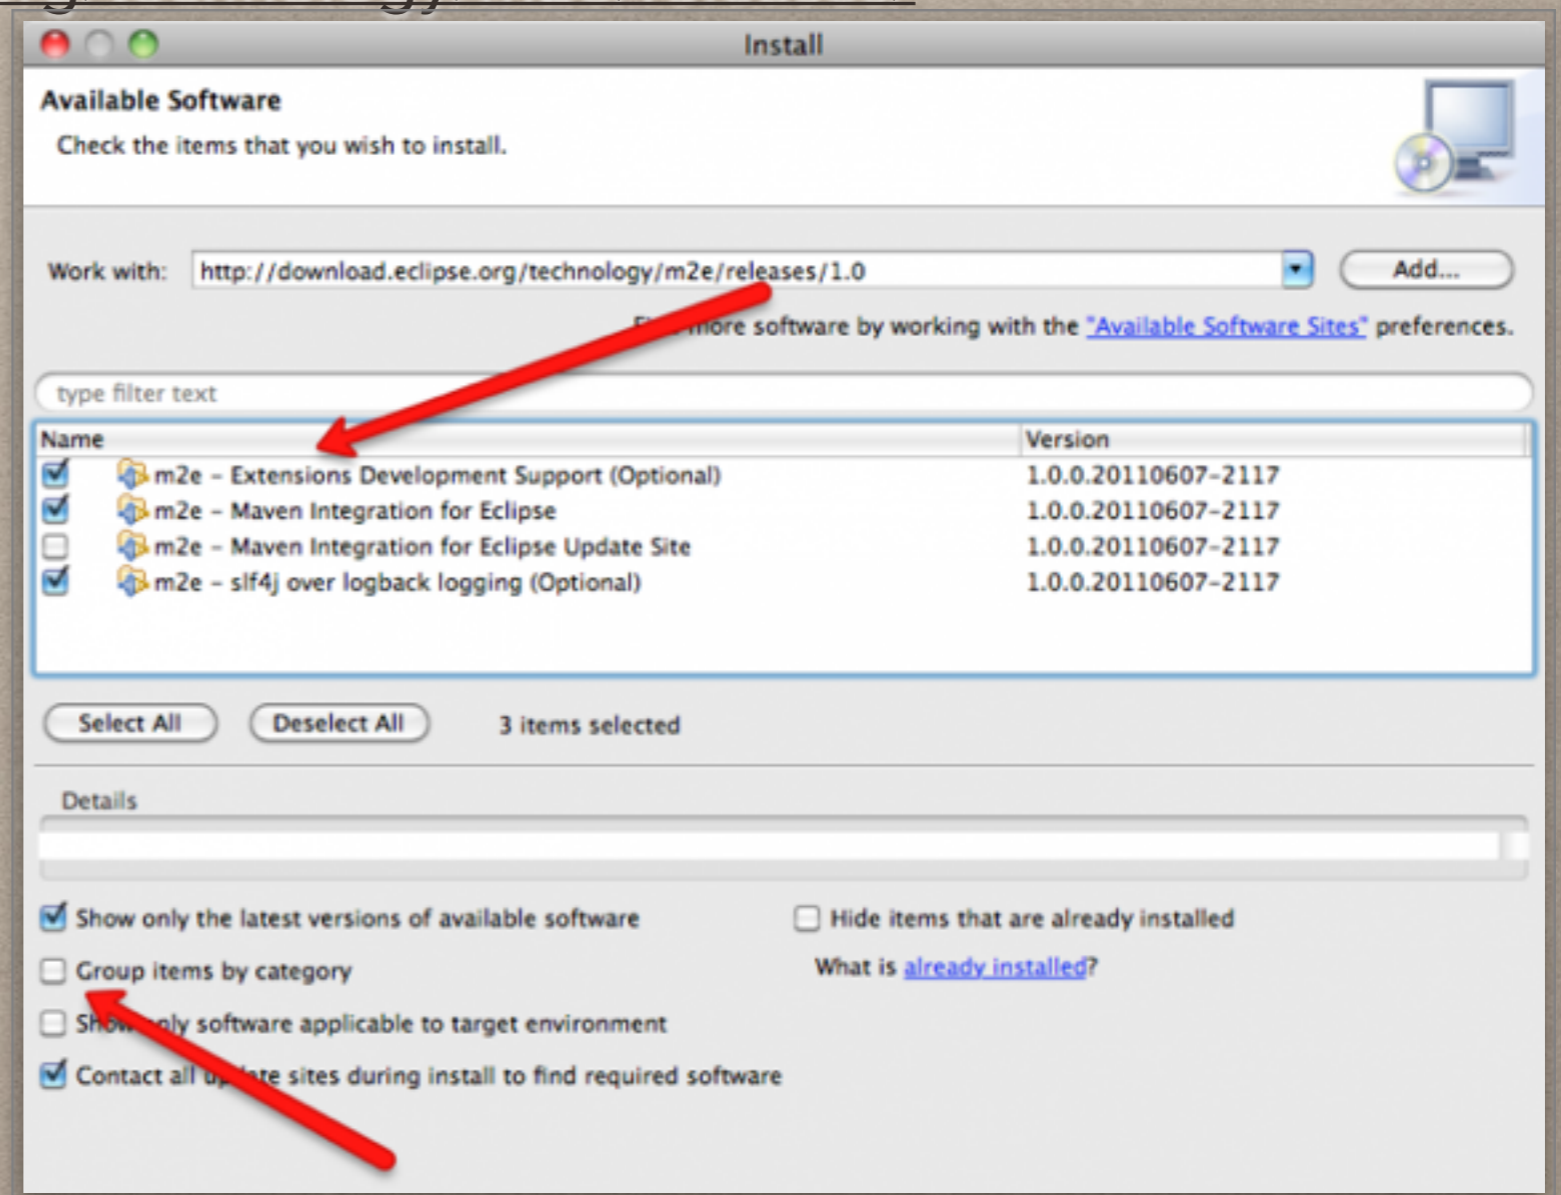 Install
Available Software
Check the items that you wish to install.
Work with: http://download.eclipse.org/technology/m2e/releases/1.0 Add...
more software by working with the "Available Software Sites" preferences.
type filter text
Name Version
m2e – Extensions Development Support (Optional) 1.0.0.20110607-2117
m2e – Maven Integration for Eclipse 1.0.0.20110607-2117
m2e – Maven Integration for Eclipse Update Site 1.0.0.20110607-2117
m2e – slf4j over logback logging (Optional) 1.0.0.20110607-2117
Select All Deselect All 3 items selected
Details
Show only the latest versions of available software Hide items that are already installed
Group items by category What is already installed?
Show only software applicable to target environment
Contact all update sites during install to find required software